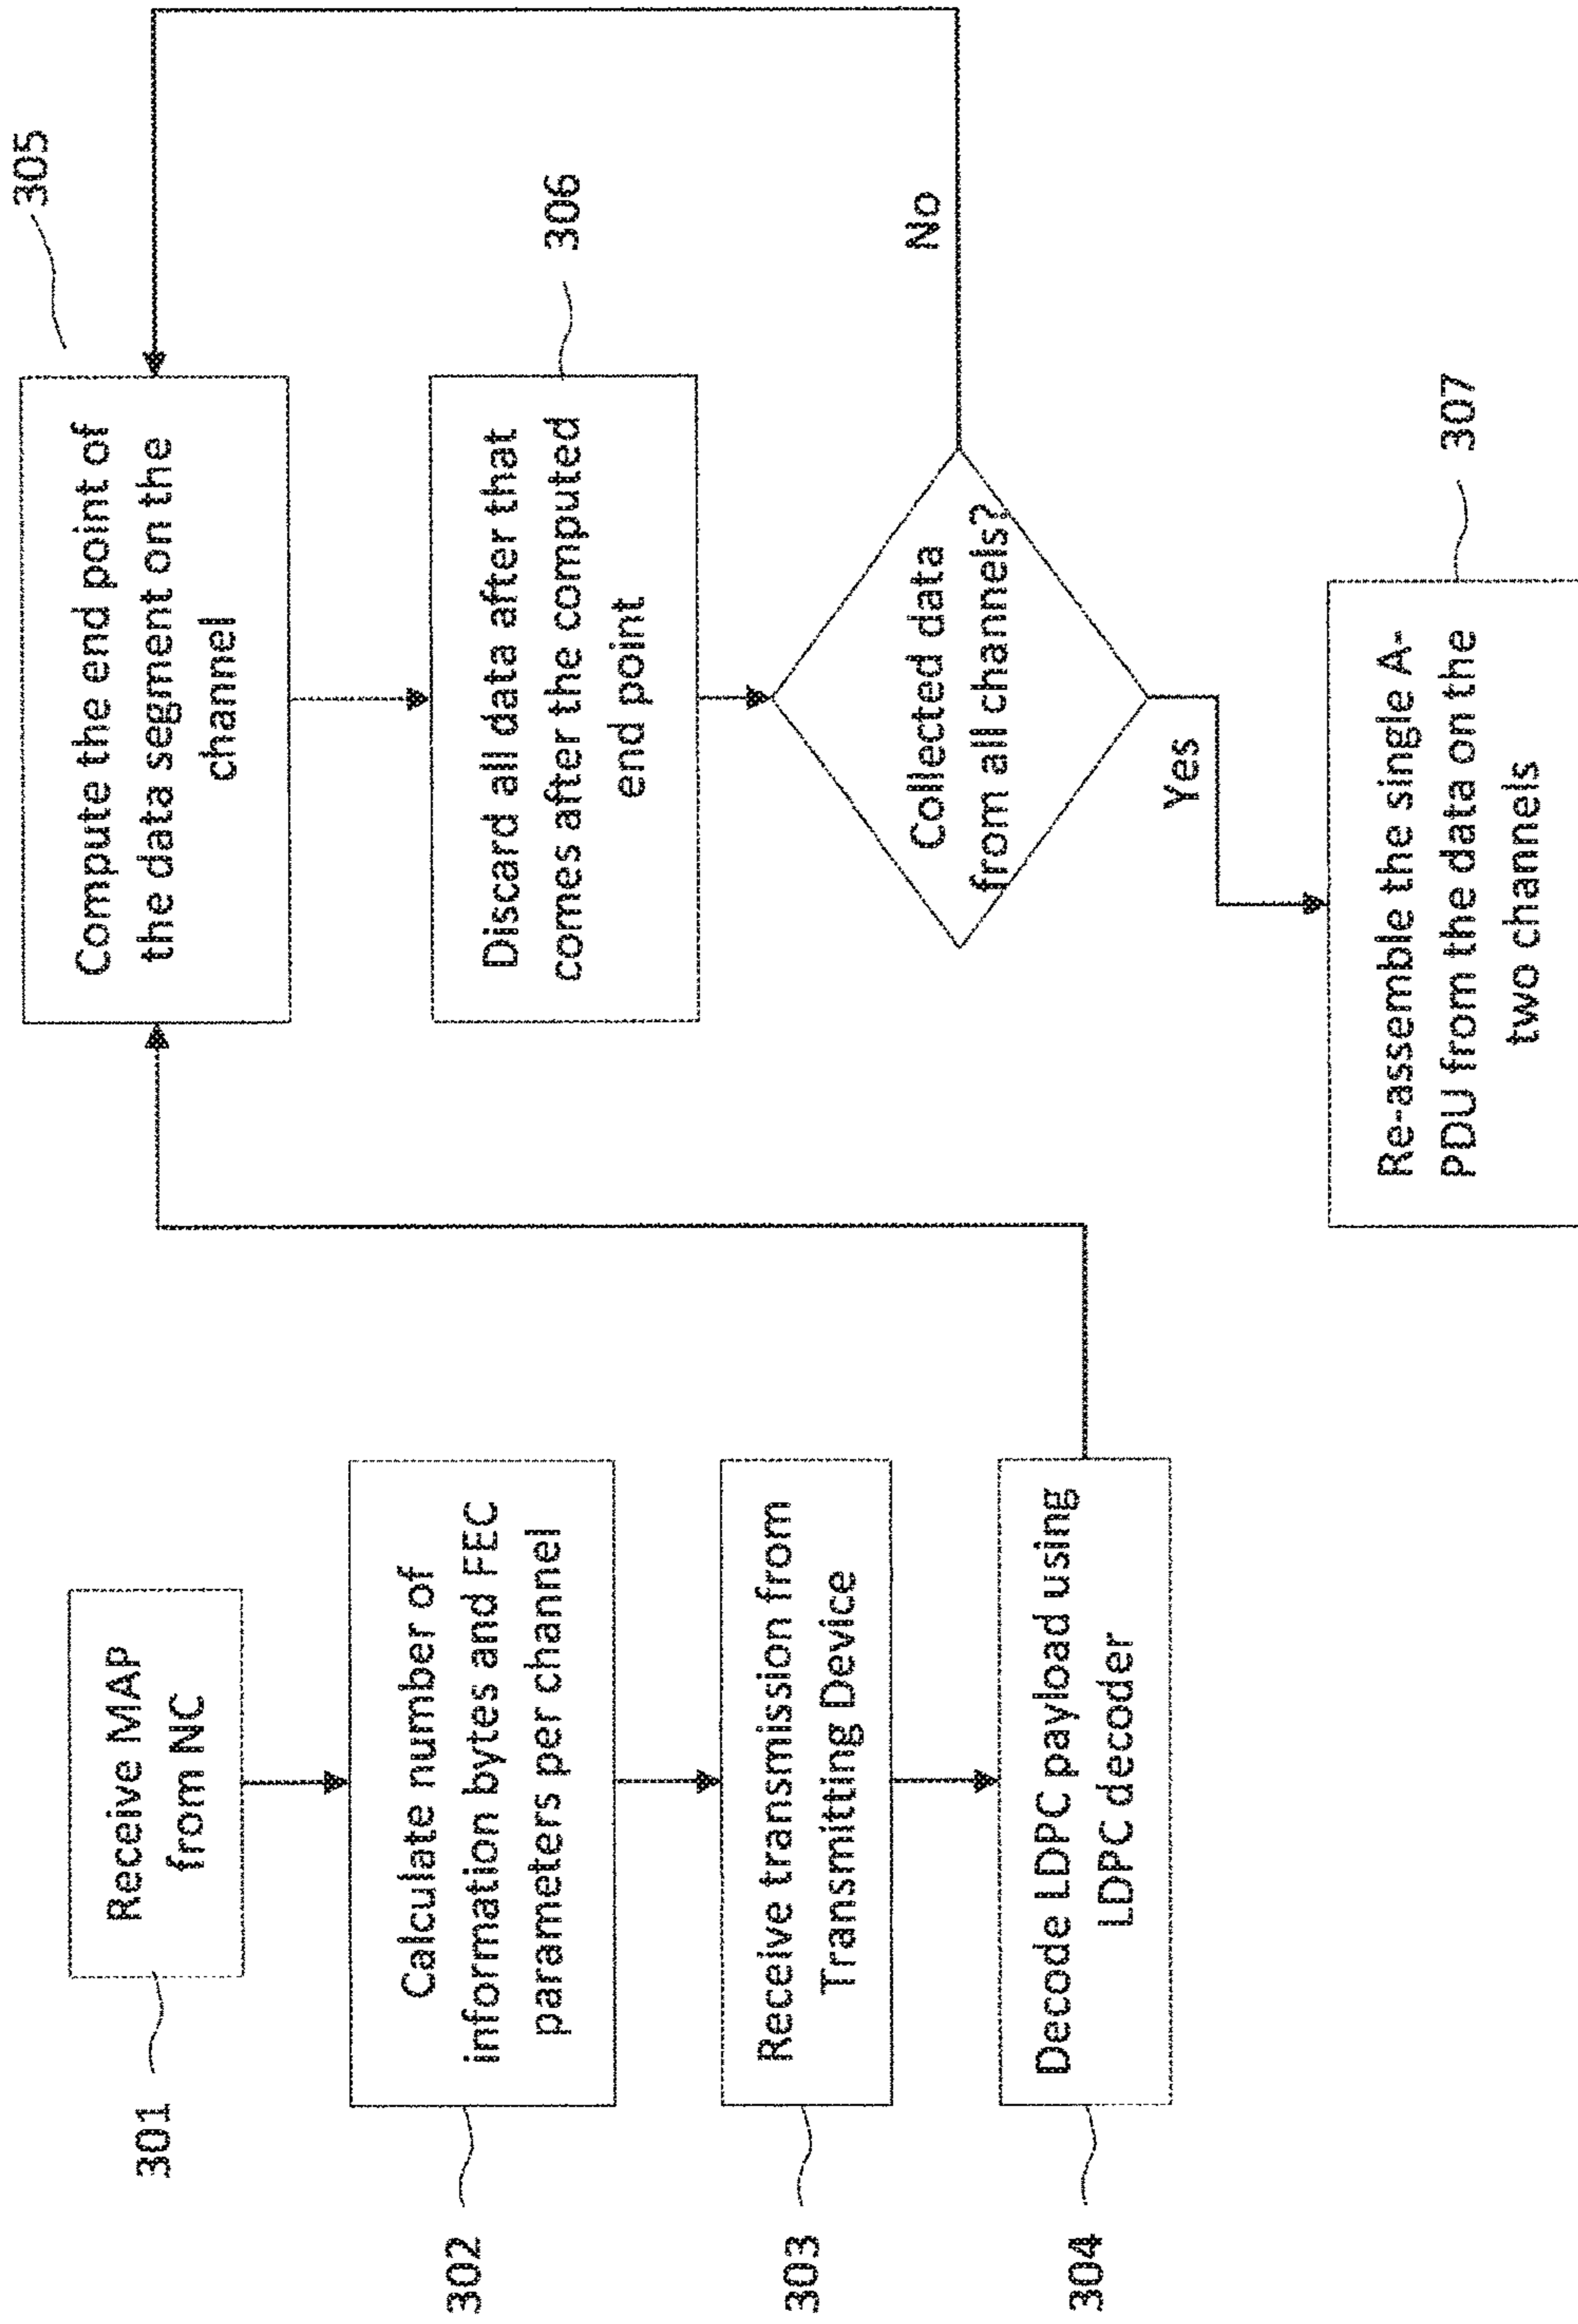 301
Receive MAP
from NC
302
Calculate number of
information bytes and FEC
parameters per channel
303
Receive transmission from
Transmitting Device
304
Decode LDPC payload using
LDPC decoder
305
Compute the end point of
the data segment on the
channel
306
Discard all data after that
comes after the computed
end point
Collected data
from all channels?
No
Yes
307
Re-assemble the single A-
PDU from the data on the
two channels